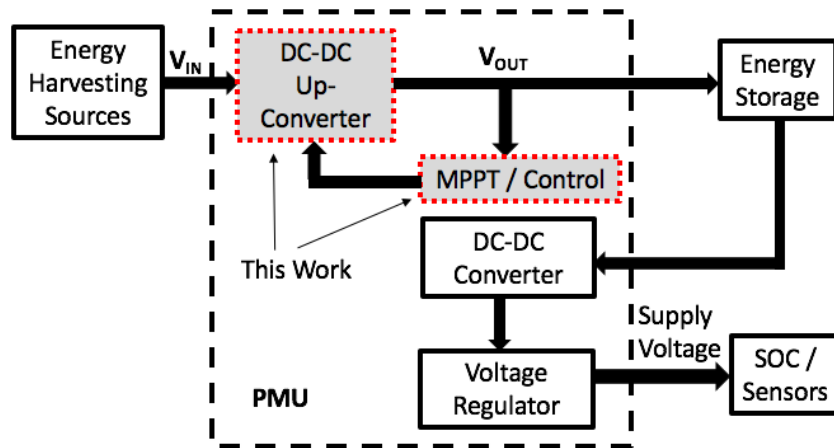 Energy
Harvesting
Sources
VIN
DC-DC
Up-
Converter
VOUT
Energy
Storage
MPPT / Control
This Work
DC-DC
Converter
Supply
Voltage
Voltage
Regulator
SOC /
Sensors
PMU